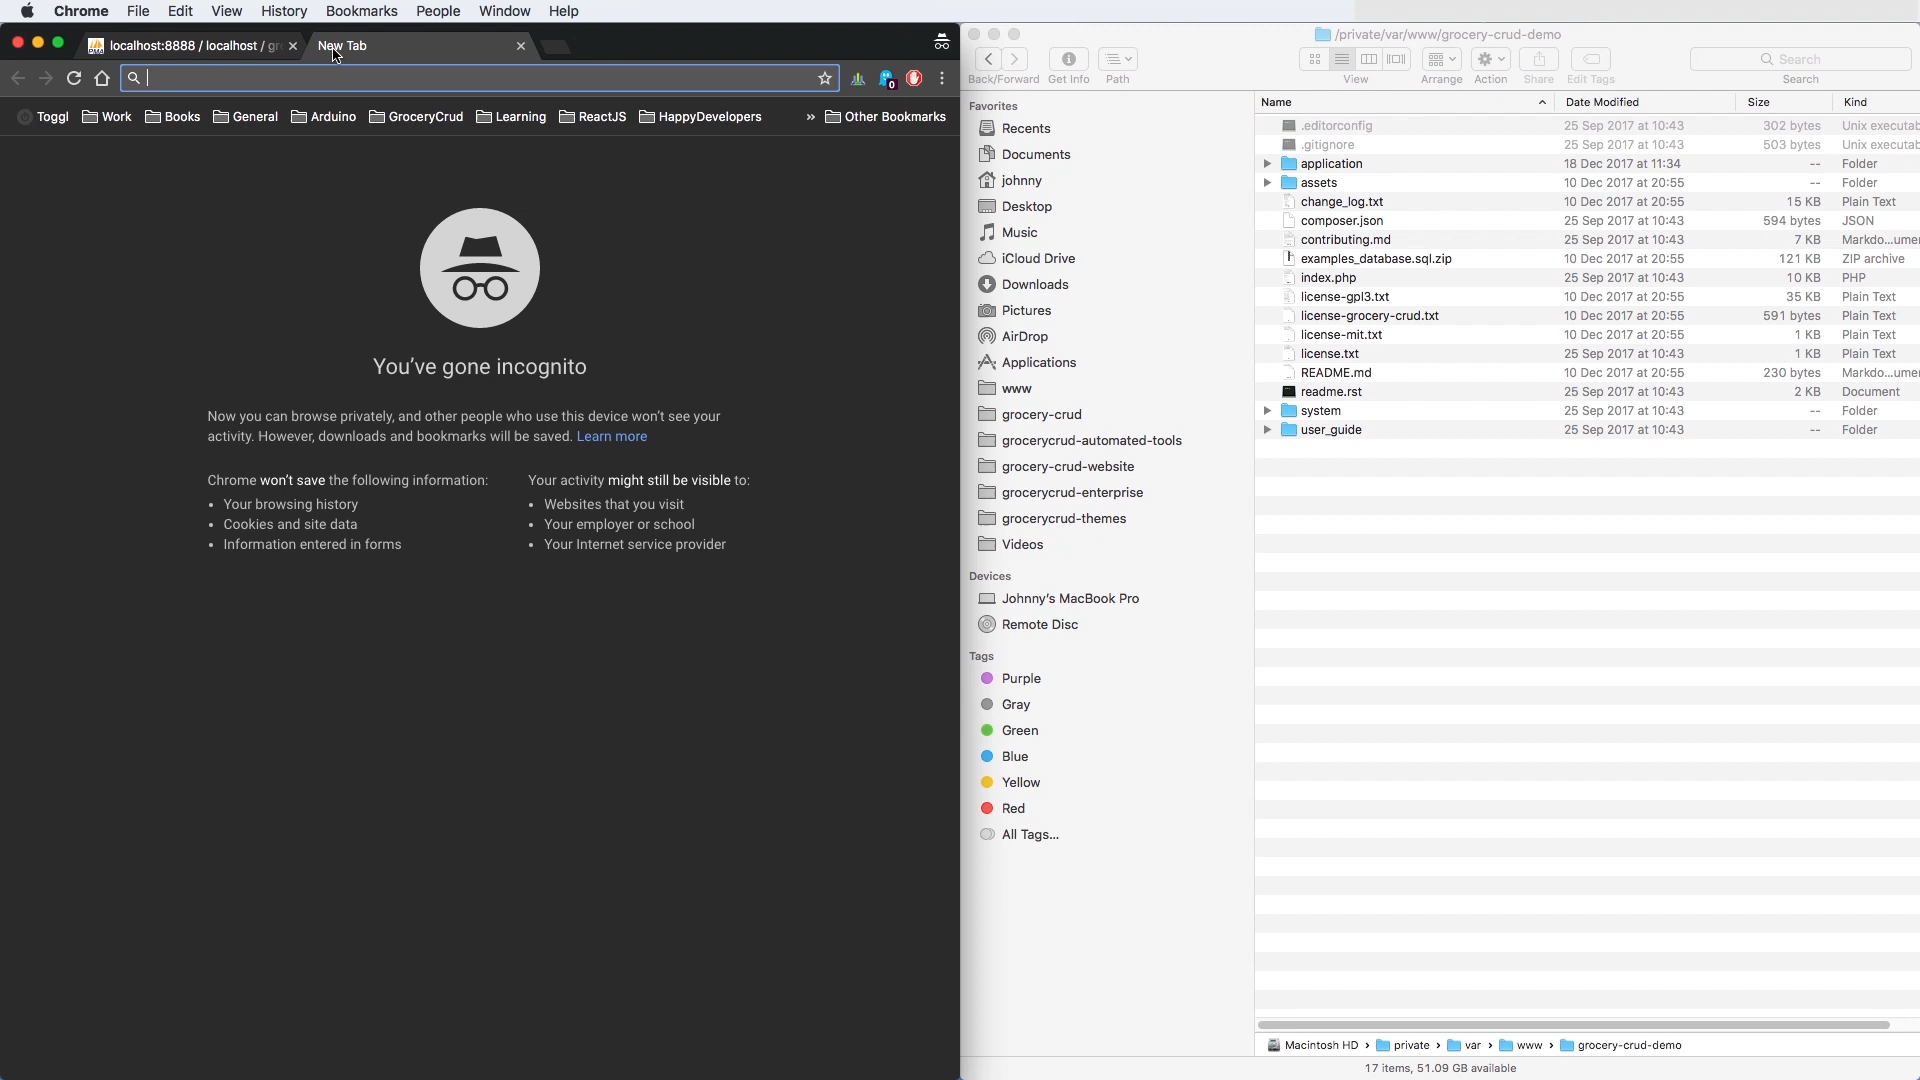 Chrome File Edit View History Bookmarks People Window Help
localhost:8888 / localhost / gr
New Tab
0
Toggl Work Books General Arduino GroceryCrud Learning ReactJS HappyDevelopers » Other Bookmarks
You've gone incognito
Now you can browse privately, and other people who use this device won't see your
activity. However, downloads and bookmarks will be saved. Learn more
Chrome won't save the following information:
• Your browsing history
• Cookies and site data
• Information entered in forms
Your activity might still be visible to:
• Websites that you visit
• Your employer or school
• Your Internet service provider
/private/var/www/grocery-crud-demo
Search
Back/Forward Get Info Path View Arrange Action Share Edit Tags Search
Favorites
Recents
Documents
johnny
Desktop
Music
iCloud Drive
Downloads
Pictures
AirDrop
Applications
www
grocery-crud
grocerycrud-automated-tools
grocery-crud-website
grocerycrud-enterprise
grocerycrud-themes
Videos
Devices
Johnny's MacBook Pro
Remote Disc
Tags
Purple
Gray
Green
Blue
Yellow
Red
All Tags...
Name Date Modified Size Kind
.editorconfig 25 Sep 2017 at 10:43 302 bytes Unix executab
.gitignore 25 Sep 2017 at 10:43 503 bytes Unix executab
application 18 Dec 2017 at 11:34 -- Folder
assets 10 Dec 2017 at 20:55 -- Folder
change_log.txt 10 Dec 2017 at 20:55 15 KB Plain Text
composer.json 25 Sep 2017 at 10:43 594 bytes JSON
contributing.md 25 Sep 2017 at 10:43 7 KB Markdo...umen
examples_database.sql.zip 10 Dec 2017 at 20:55 121 KB ZIP archive
index.php 25 Sep 2017 at 10:43 10 KB PHP
license-gpl3.txt 10 Dec 2017 at 20:55 35 KB Plain Text
license-grocery-crud.txt 10 Dec 2017 at 20:55 591 bytes Plain Text
license-mit.txt 10 Dec 2017 at 20:55 1 KB Plain Text
license.txt 25 Sep 2017 at 10:43 1 KB Plain Text
README.md 10 Dec 2017 at 20:55 230 bytes Markdo...umen
readme.rst 25 Sep 2017 at 10:43 2 KB Document
system 25 Sep 2017 at 10:43 -- Folder
user_guide 25 Sep 2017 at 10:43 -- Folder
Macintosh HD › private › var › www › grocery-crud-demo
17 items, 51.09 GB available